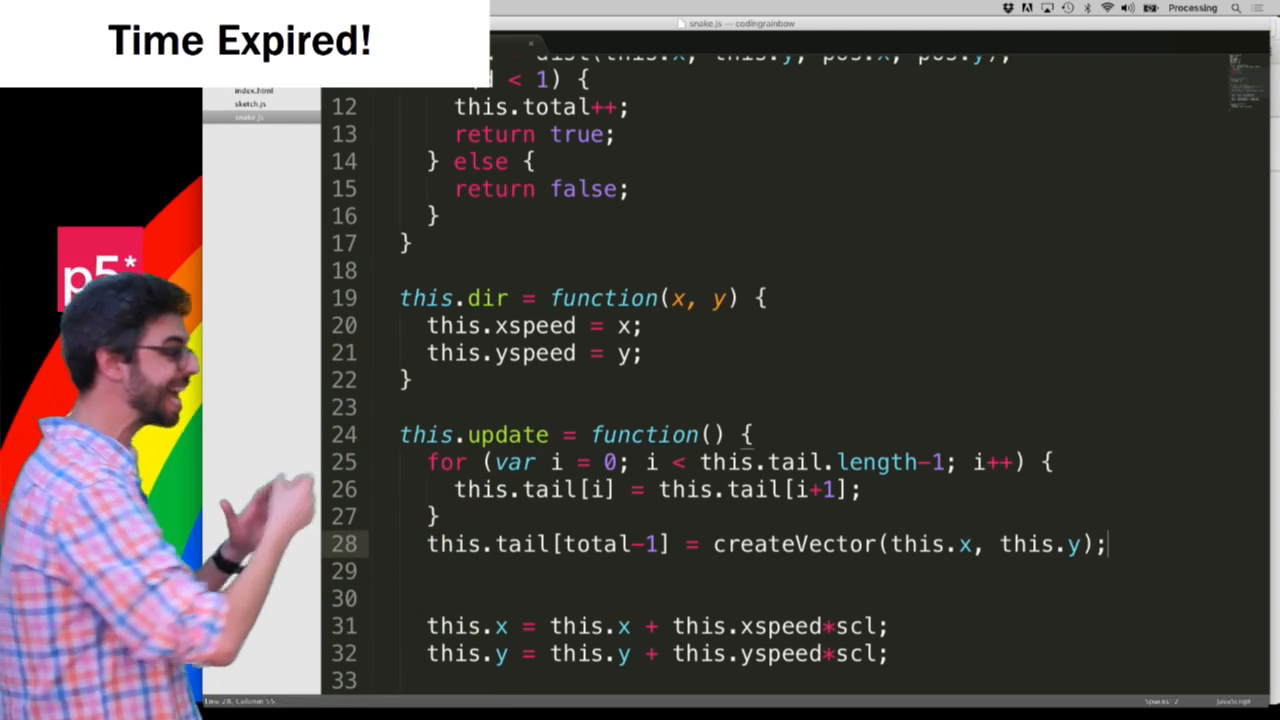 Time Expired!
Processing
snake.js — codingrainbow
dist(this.x, this.y, pos.x, pos.y);
< 1) {
index.html
sketch.js
snake.js
12 this.total++;
13 return true;
14 } else {
15 return false;
16 }
17 }
18
19 this.dir = function(x, y) {
20 this.xspeed = x;
21 this.yspeed = y;
22 }
23
24 this.update = function() {
25 for (var i = 0; i < this.tail.length-1; i++) {
26 this.tail[i] = this.tail[i+1];
27 }
28 this.tail[total-1] = createVector(this.x, this.y);
29
30
31 this.x = this.x + this.xspeed*scl;
32 this.y = this.y + this.yspeed*scl;
33
p5*
Line 28, Column 55
Spaces: 2
JavaScript